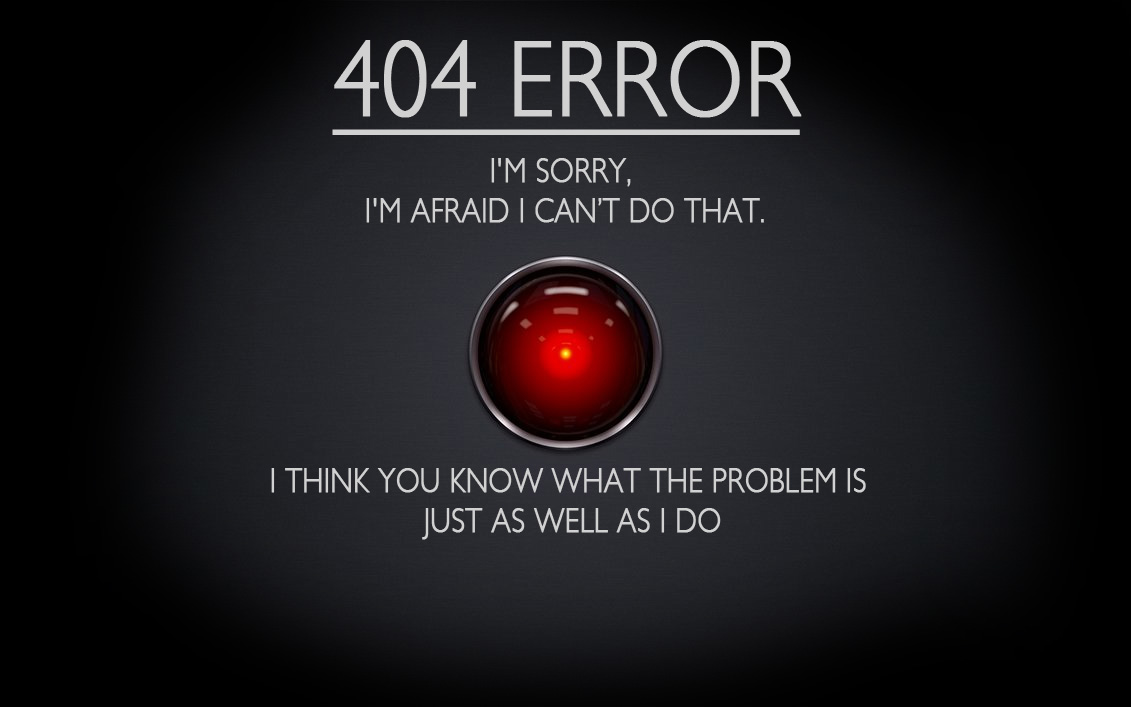 404 ERROR
I'M SORRY,
I'M AFRAID I CAN’T DO THAT.
I THINK YOU KNOW WHAT THE PROBLEM IS
JUST AS WELL AS I DO